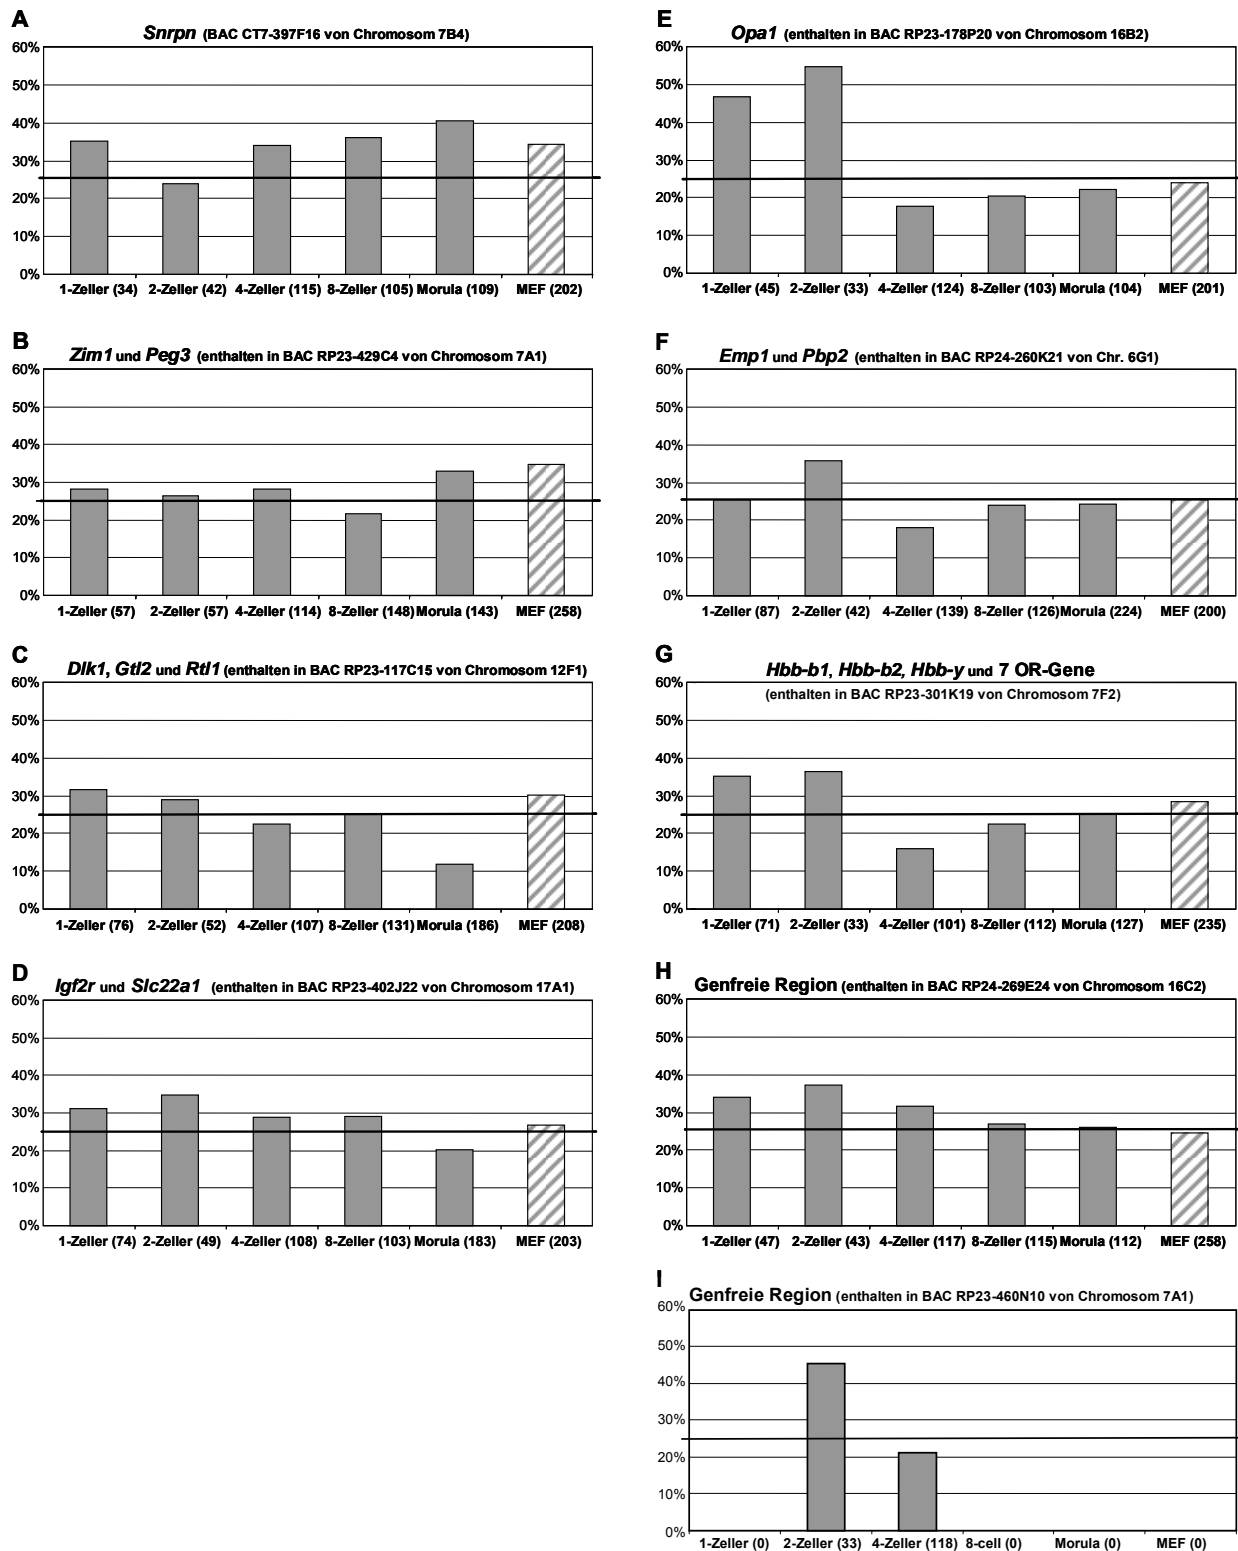 A
Snrpn (BAC CT7-397F16 von Chromosom 7B4)
60%
50%
40%
30%
20%
10%
0%
1-Zeller (34) 2-Zeller (42) 4-Zeller (115) 8-Zeller (105) Morula (109) MEF (202)
B
Zim1 und Peg3 (enthalten in BAC RP23-429C4 von Chromosom 7A1)
60%
50%
40%
30%
20%
10%
0%
1-Zeller (57) 2-Zeller (57) 4-Zeller (114) 8-Zeller (148) Morula (143) MEF (258)
C
Dlk1, Gtl2 und Rtl1 (enthalten in BAC RP23-117C15 von Chromosom 12F1)
60%
50%
40%
30%
20%
10%
0%
1-Zeller (76) 2-Zeller (52) 4-Zeller (107) 8-Zeller (131) Morula (186) MEF (208)
D
Igf2r und Slc22a1 (enthalten in BAC RP23-402J22 von Chromosom 17A1)
60%
50%
40%
30%
20%
10%
0%
1-Zeller (74) 2-Zeller (49) 4-Zeller (108) 8-Zeller (103) Morula (183) MEF (203)
E
Opa1 (enthalten in BAC RP23-178P20 von Chromosom 16B2)
60%
50%
40%
30%
20%
10%
0%
1-Zeller (45) 2-Zeller (33) 4-Zeller (124) 8-Zeller (103) Morula (104) MEF (201)
F
Emp1 und Pbp2 (enthalten in BAC RP24-260K21 von Chr. 6G1)
60%
50%
40%
30%
20%
10%
0%
1-Zeller (87) 2-Zeller (42) 4-Zeller (139) 8-Zeller (126) Morula (224) MEF (200)
G
Hbb-b1, Hbb-b2, Hbb-y und 7 OR-Gene
(enthalten in BAC RP23-301K19 von Chromosom 7F2)
60%
50%
40%
30%
20%
10%
0%
1-Zeller (71) 2-Zeller (33) 4-Zeller (101) 8-Zeller (112) Morula (127) MEF (235)
H
Genfreie Region (enthalten in BAC RP24-269E24 von Chromosom 16C2)
60%
50%
40%
30%
20%
10%
0%
1-Zeller (47) 2-Zeller (43) 4-Zeller (117) 8-Zeller (115) Morula (112) MEF (258)
I
Genfreie Region (enthalten in BAC RP23-460N10 von Chromosom 7A1)
60%
50%
40%
30%
20%
10%
0%
1-Zeller (0) 2-Zeller (33) 4-Zeller (118) 8-cell (0) Morula (0) MEF (0)